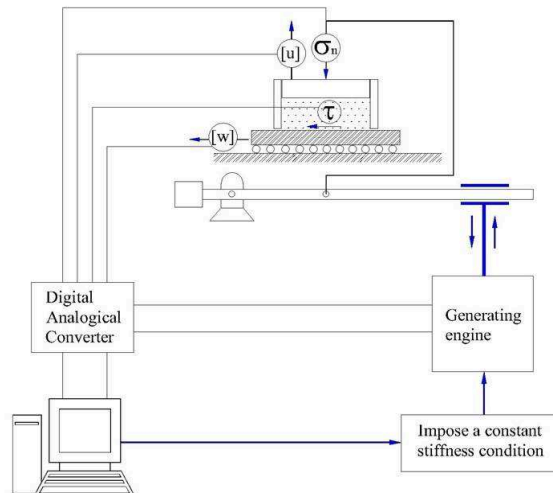 [u]
σn
τ
[w]
Digital
Analogical
Converter
Generating
engine
Impose a constant
stiffness condition